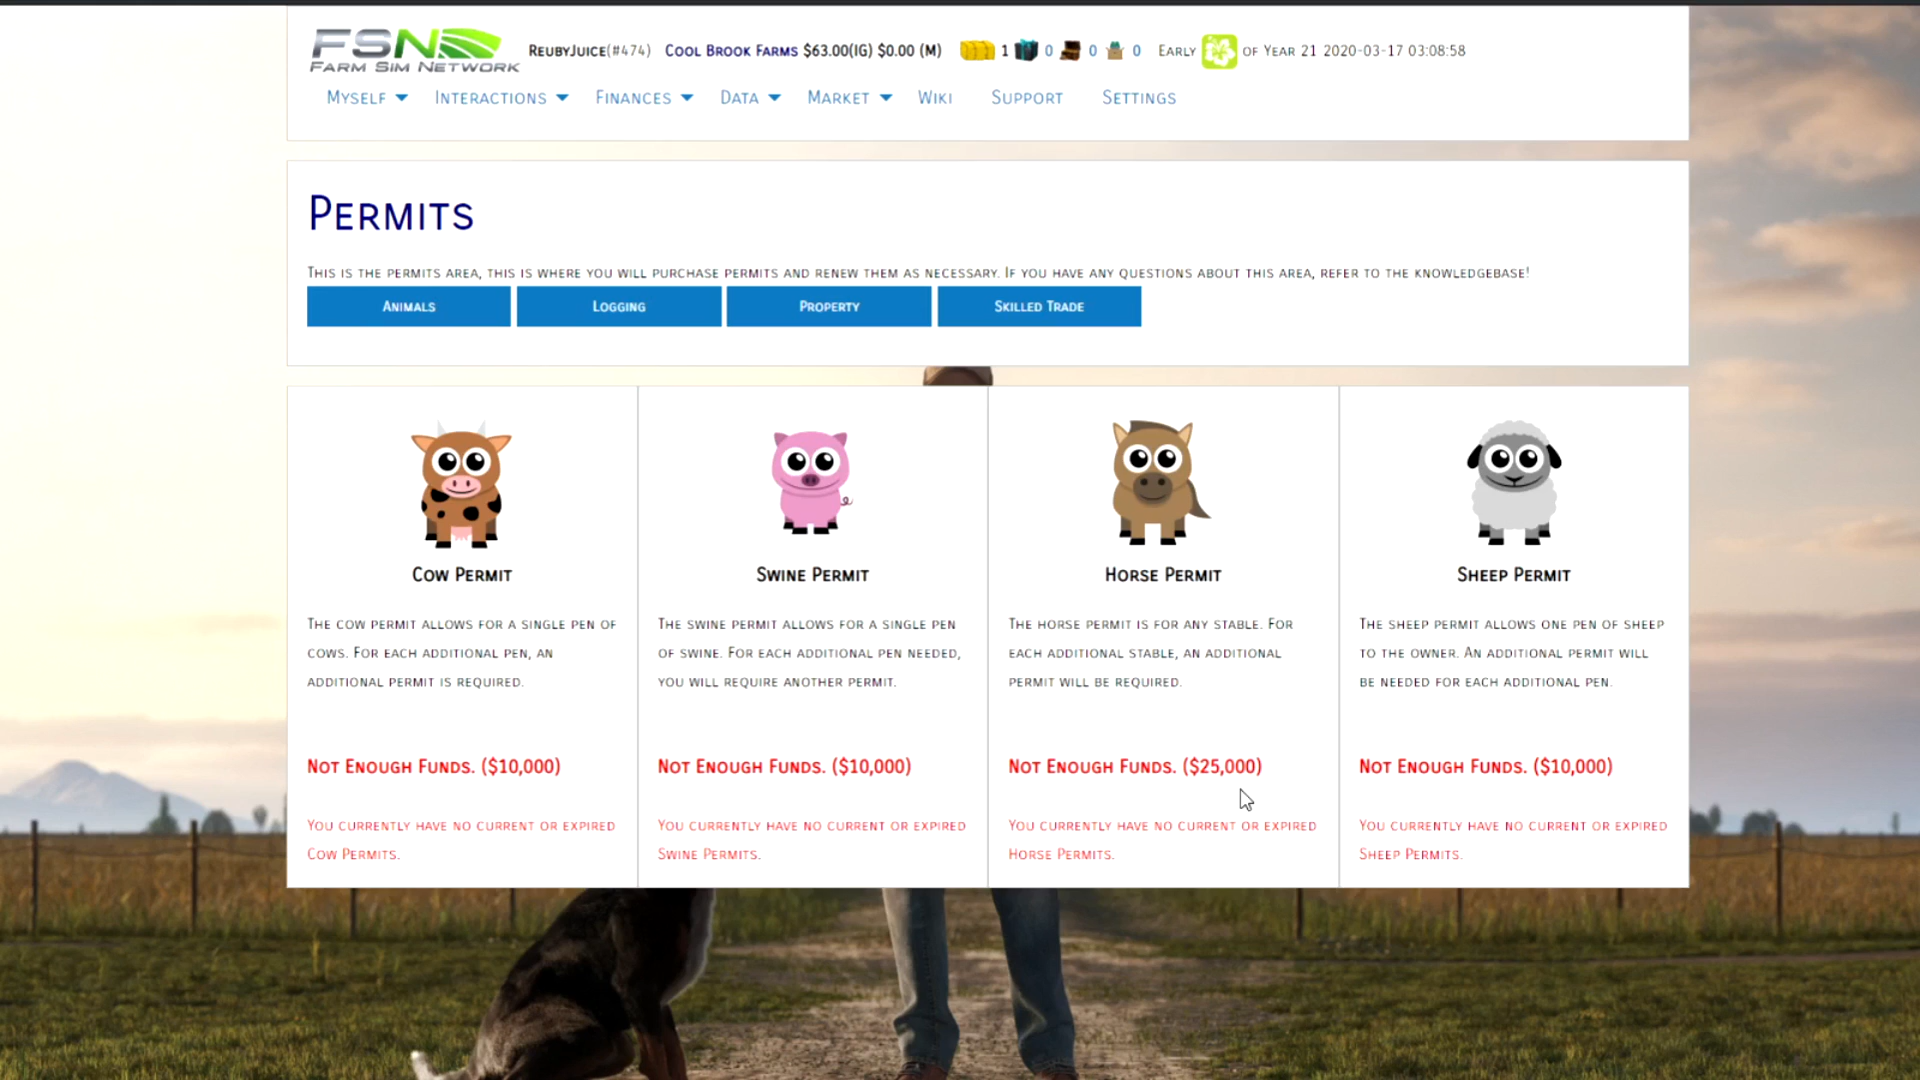 FSN
Farm Sim Network
ReubyJuice(#474) Cool Brook Farms $63.00(IG) $0.00 (M) 1 0 0 0 Early of Year 21 2020-03-17 03:08:58
Myself Interactions Finances Data Market Wiki Support Settings
Permits
This is the permits area, this is where you will purchase permits and renew them as necessary. If you have any questions about this area, refer to the knowledgebase!
Animals Logging Property Skilled Trade
Cow Permit
The cow permit allows for a single pen of
cows. For each additional pen, an
additional permit is required.
Not Enough Funds. ($10,000)
You currently have no current or expired
Cow Permits.
Swine Permit
The swine permit allows for a single pen
of swine. For each additional pen needed,
you will require another permit.
Not Enough Funds. ($10,000)
You currently have no current or expired
Swine Permits.
Horse Permit
The horse permit is for any stable. For
each additional stable, an additional
permit will be required.
Not Enough Funds. ($25,000)
You currently have no current or expired
Horse Permits.
Sheep Permit
The sheep permit allows one pen of sheep
to the owner. An additional permit will
be needed for each additional pen.
Not Enough Funds. ($10,000)
You currently have no current or expired
Sheep Permits.